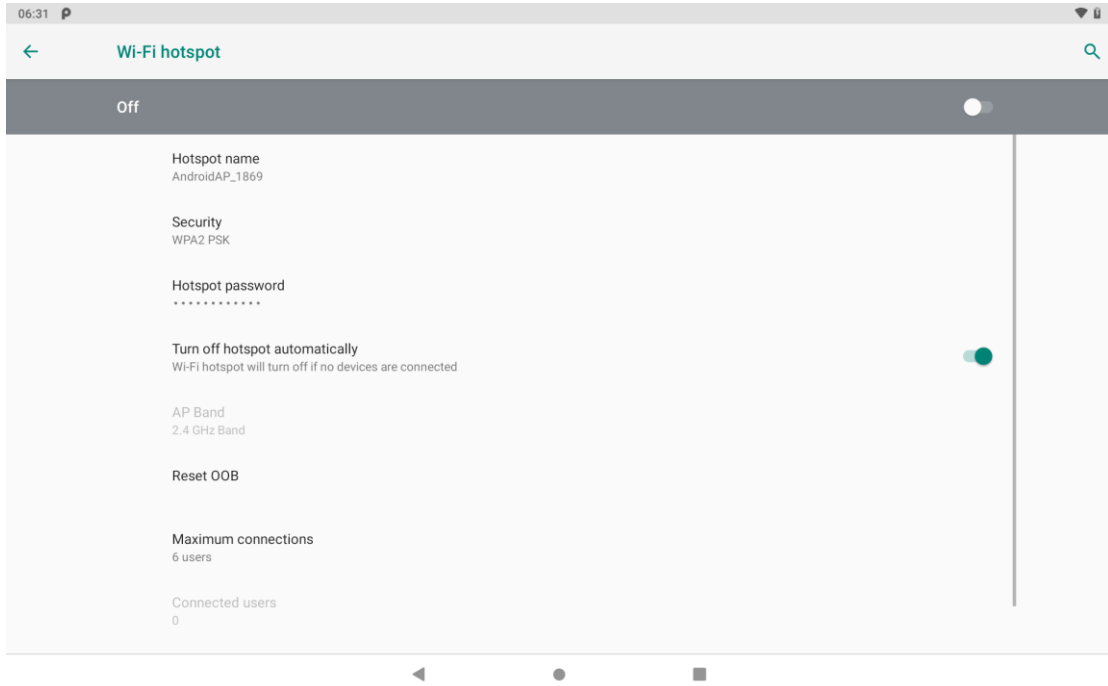 06:31
Wi-Fi hotspot
Off
Hotspot name
AndroidAP_1869
Security
WPA2 PSK
Hotspot password
••••••••••••
Turn off hotspot automatically
Wi-Fi hotspot will turn off if no devices are connected
AP Band
2.4 GHz Band
Reset OOB
Maximum connections
6 users
Connected users
0